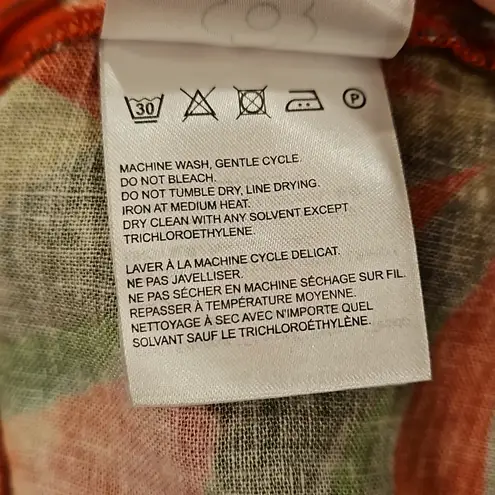 30 P
MACHINE WASH, GENTLE CYCLE.
DO NOT BLEACH.
DO NOT TUMBLE DRY, LINE DRYING.
IRON AT MEDIUM HEAT.
DRY CLEAN WITH ANY SOLVENT EXCEPT
TRICHLOROETHYLENE.
LAVER À LA MACHINE CYCLE DELICAT.
NE PAS JAVELLISER.
NE PAS SÉCHER EN MACHINE SÉCHAGE SUR FIL.
REPASSER À TEMPÉRATURE MOYENNE.
NETTOYAGE À SEC AVEC N'IMPORTE QUEL
SOLVANT SAUF LE TRICHLOROÉTHYLÈNE.